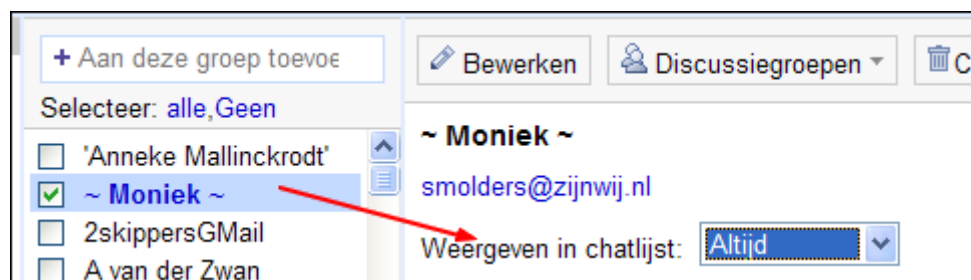 + Aan deze groep toevoe
Selecteer: alle,Geen
'Anneke Mallinckrodt'
~ Moniek ~
2skippersGMail
A van der Zwan
Bewerken
Discussiegroepen
C
~ Moniek ~
smolders@zijnwij.nl
Weergeven in chatlijst: Altijd